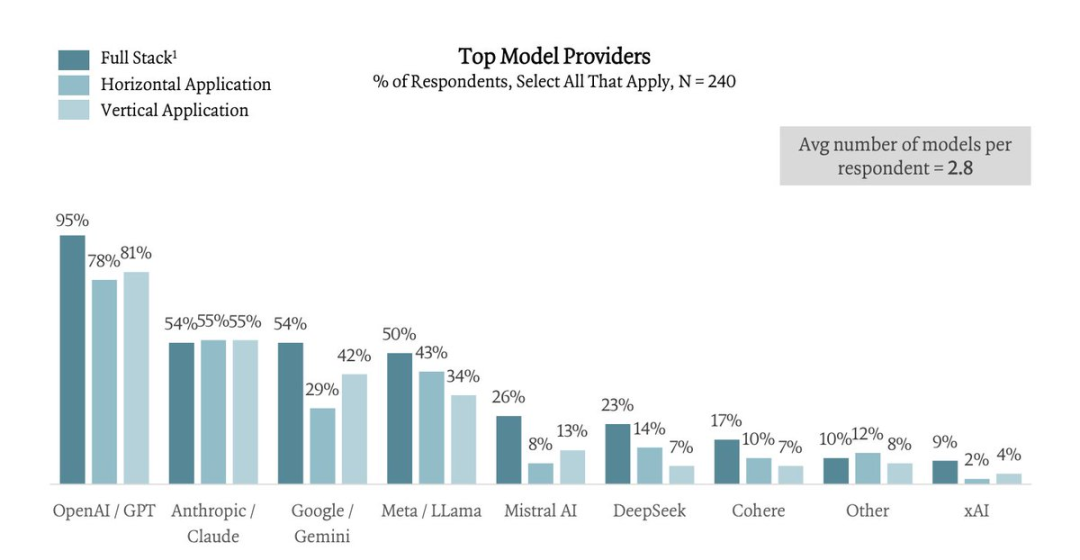 Full Stack¹
Horizontal Application
Vertical Application
Top Model Providers
% of Respondents, Select All That Apply, N = 240
Avg number of models per
respondent = 2.8
95%
78%
81%
54%
55%
55%
54%
29%
42%
50%
43%
34%
26%
8%
13%
23%
14%
7%
17%
10%
7%
10%
12%
8%
9%
2%
4%
OpenAI / GPT
Anthropic /
Claude
Google /
Gemini
Meta / LLama
Mistral AI
DeepSeek
Cohere
Other
xAI